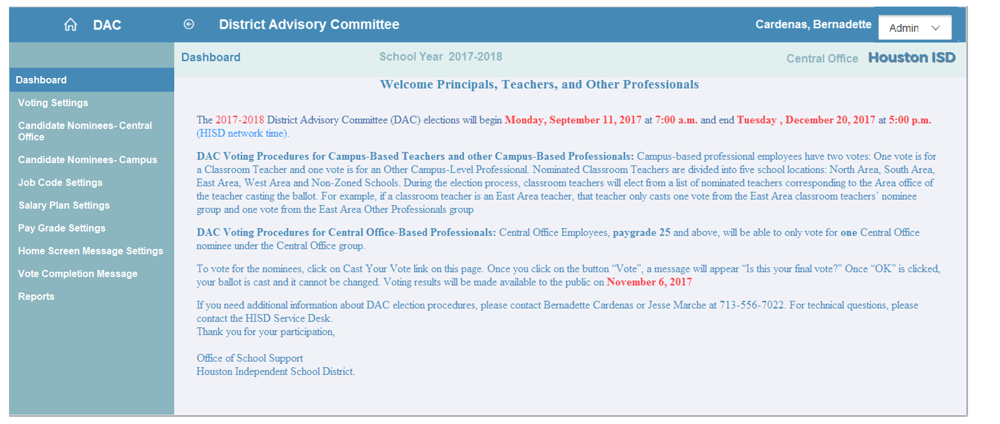 DAC
District Advisory Committee
Cardenas, Bernadette
Admin
Dashboard
School Year 2017-2018
Central Office
Houston ISD
Dashboard
Voting Settings
Candidate Nominees- Central
Office
Candidate Nominees- Campus
Job Code Settings
Salary Plan Settings
Pay Grade Settings
Home Screen Message Settings
Vote Completion Message
Reports
Welcome Principals, Teachers, and Other Professionals
The 2017-2018 District Advisory Committee (DAC) elections will begin Monday, September 11, 2017 at 7:00 a.m. and end Tuesday , December 20, 2017 at 5:00 p.m.
(HISD network time).
DAC Voting Procedures for Campus-Based Teachers and other Campus-Based Professionals: Campus-based professional employees have two votes: One vote is for
a Classroom Teacher and one vote is for an Other Campus-Level Professional. Nominated Classroom Teachers are divided into five school locations: North Area, South Area,
East Area, West Area and Non-Zoned Schools. During the election process, classroom teachers will elect from a list of nominated teachers corresponding to the Area office of
the teacher casting the ballot. For example, if a classroom teacher is an East Area teacher, that teacher only casts one vote from the East Area classroom teachers’ nominee
group and one vote from the East Area Other Professionals group
DAC Voting Procedures for Central Office-Based Professionals: Central Office Employees, paygrade 25 and above, will be able to only vote for one Central Office
nominee under the Central Office group.
To vote for the nominees, click on Cast Your Vote link on this page. Once you click on the button “Vote”, a message will appear “Is this your final vote?” Once “OK” is clicked,
your ballot is cast and it cannot be changed. Voting results will be made available to the public on November 6, 2017
If you need additional information about DAC election procedures, please contact Bernadette Cardenas or Jesse Marche at 713-556-7022. For technical questions, please
contact the HISD Service Desk.
Thank you for your participation,
Office of School Support
Houston Independent School District.